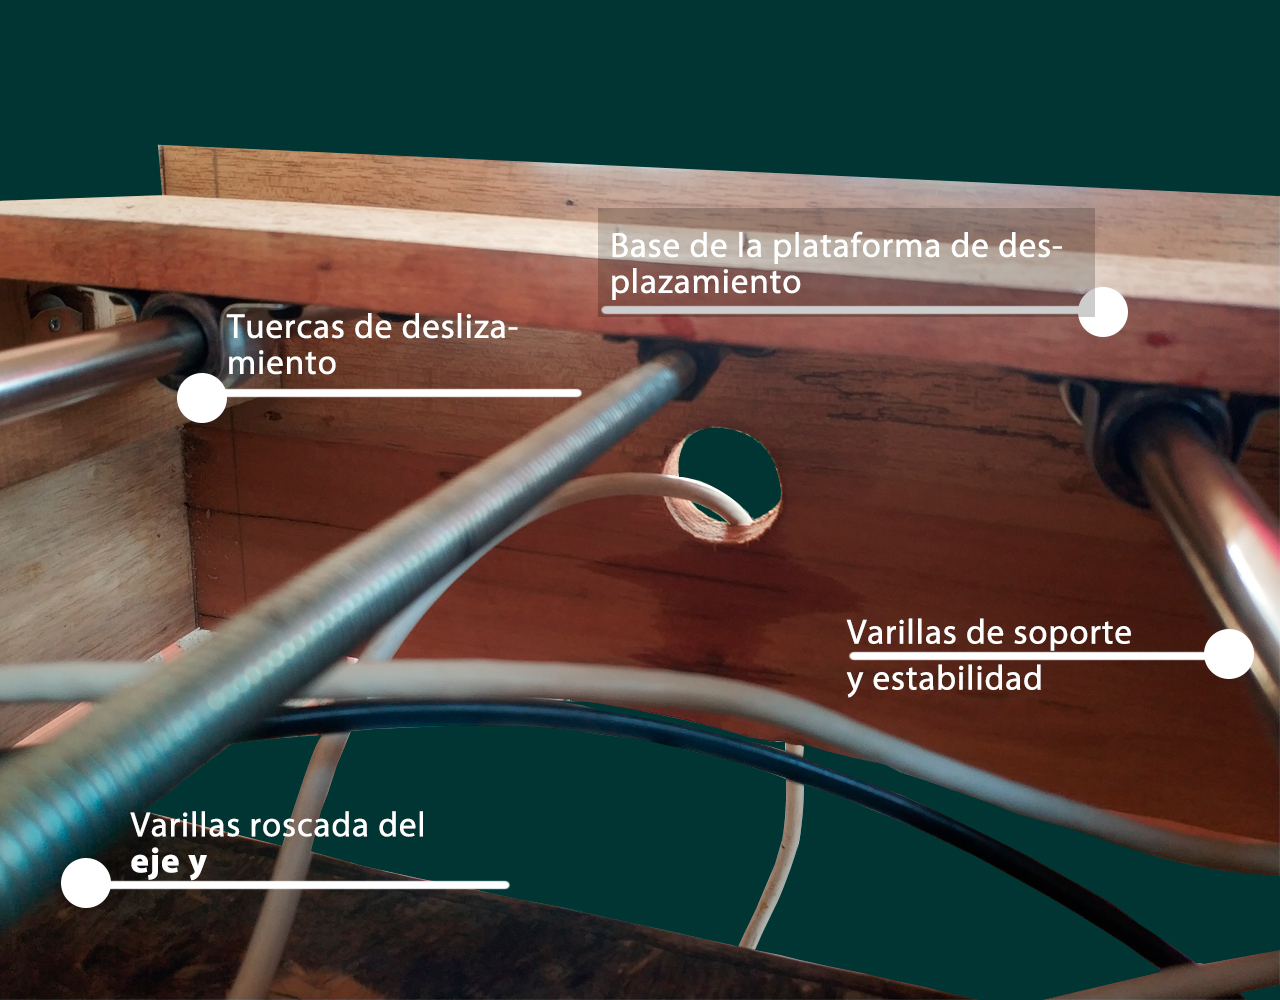 Base de la plataforma de des-
plazamiento
Tuercas de desliza-
miento
Varillas de soporte
y estabilidad
Varillas roscada del
eje y